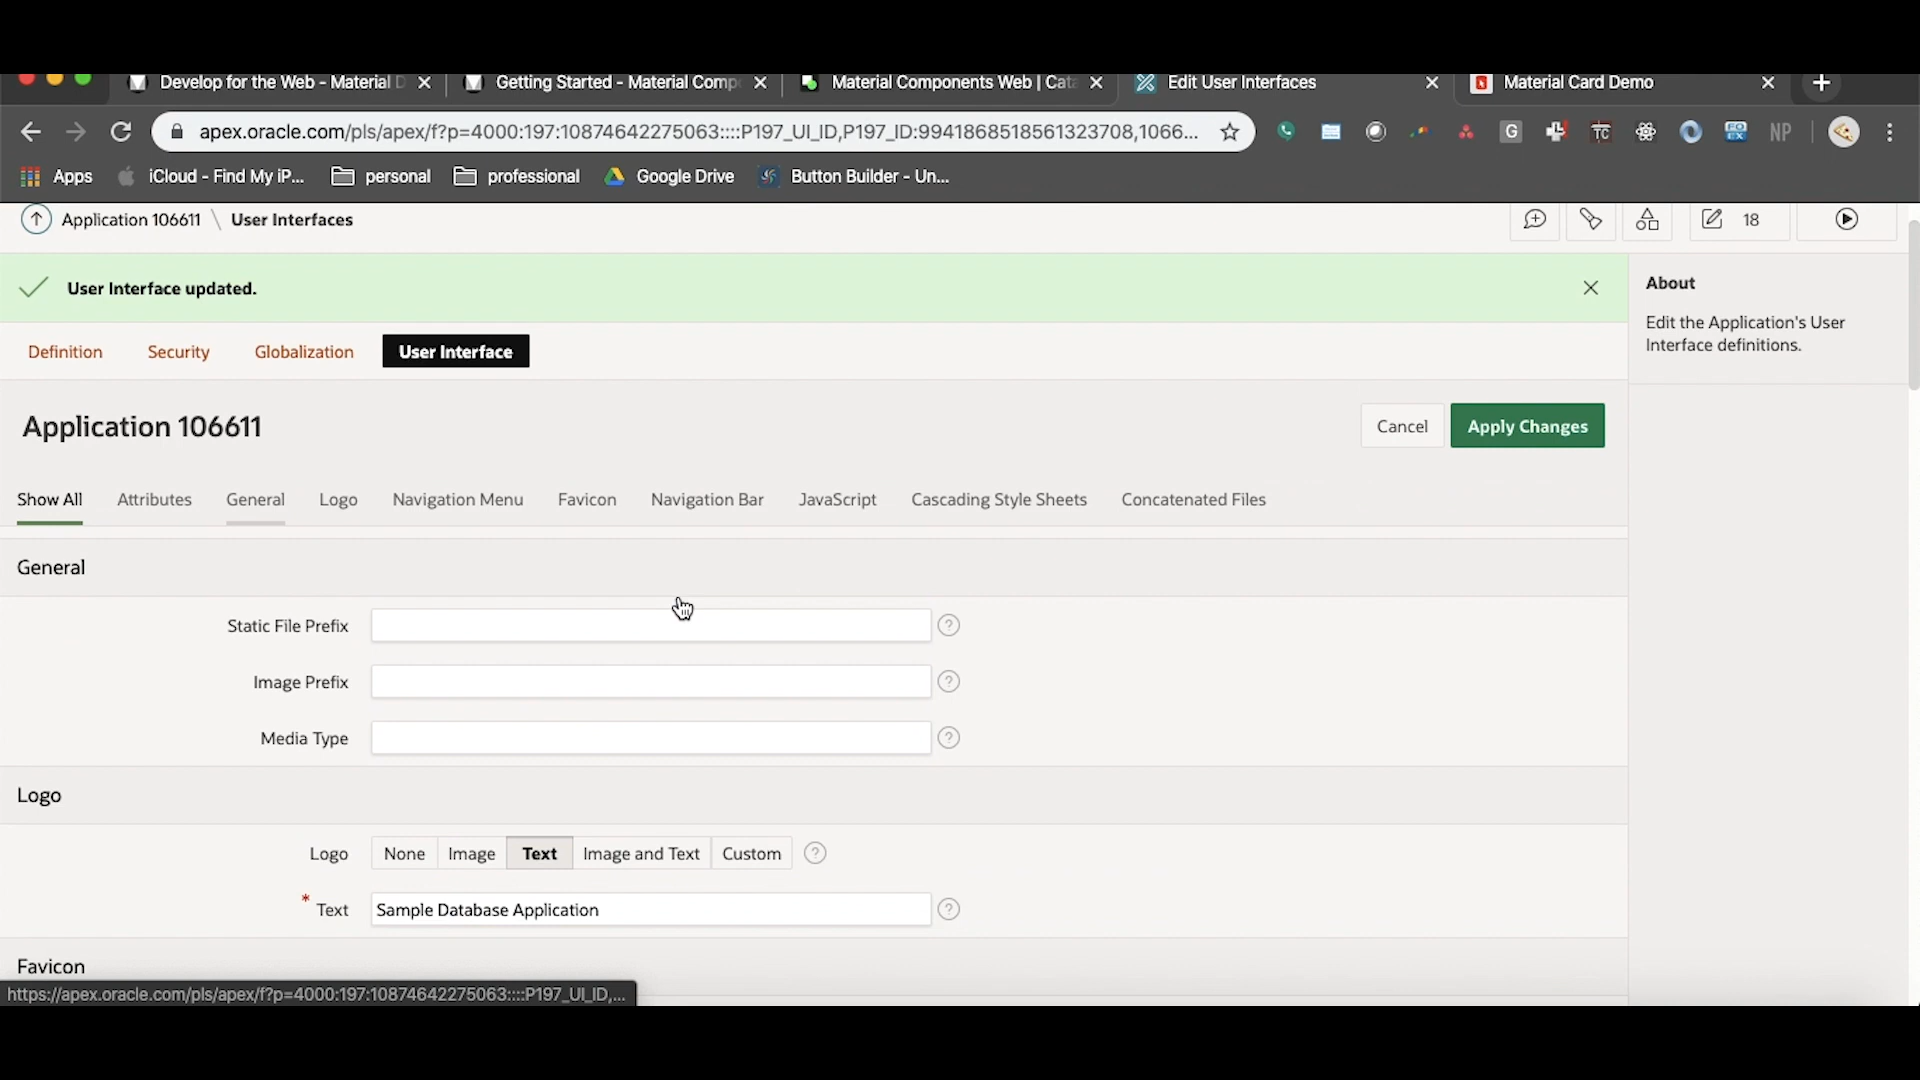 Develop for the Web - Material D
Getting Started - Material Comp
Material Components Web | Cata
Edit User Interfaces
Material Card Demo
apex.oracle.com/pls/apex/f?p=4000:197:10874642275063::::P197_UI_ID,P197_ID:9941868518561323708,1066...
G
TC
NP
Apps
iCloud - Find My iP...
personal
professional
Google Drive
Button Builder - Un...
Application 106611 \ User Interfaces
18
User Interface updated.
About
Edit the Application's User
Interface definitions.
Definition
Security
Globalization
User Interface
Application 106611
Cancel
Apply Changes
Show All
Attributes
General
Logo
Navigation Menu
Favicon
Navigation Bar
JavaScript
Cascading Style Sheets
Concatenated Files
General
Static File Prefix
?
Image Prefix
?
Media Type
?
Logo
Logo
None
Image
Text
Image and Text
Custom
?
* Text
Sample Database Application
?
Favicon
https://apex.oracle.com/pls/apex/f?p=4000:197:10874642275063::::P197_UI_ID,...